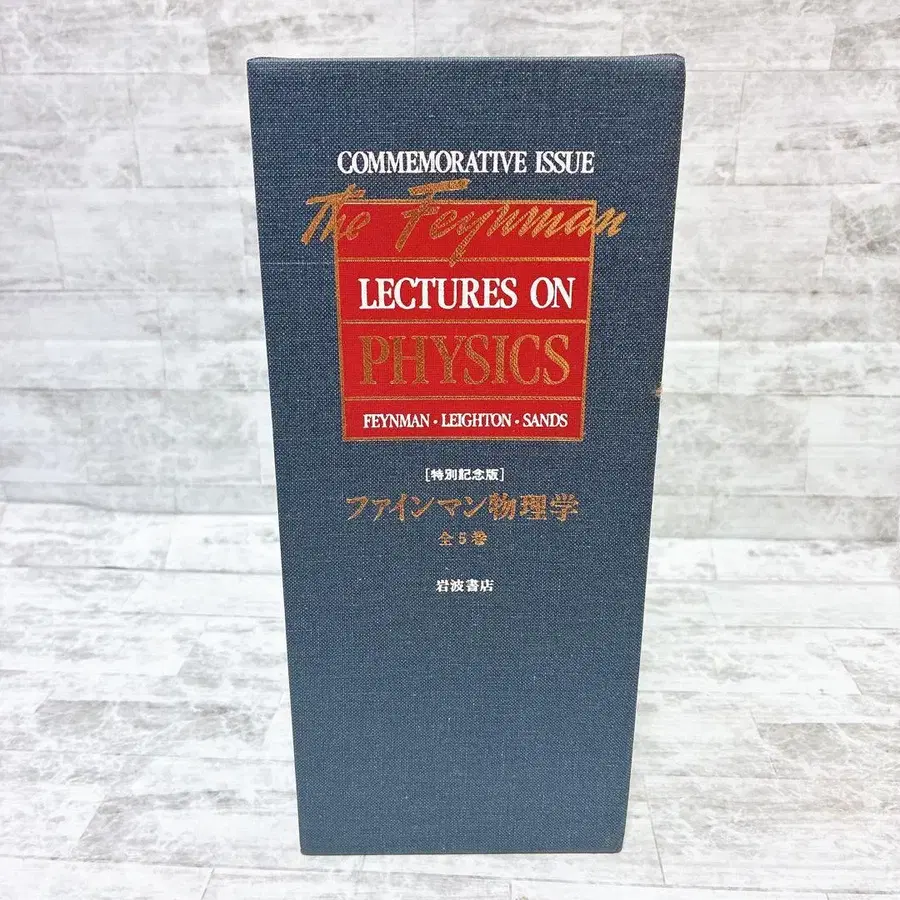 COMMEMORATIVE ISSUE
The Feynman
LECTURES ON
PHYSICS
FEYNMAN・LEIGHTON・SANDS
[特別記念版]
ファインマン物理学
全5巻
岩波書店